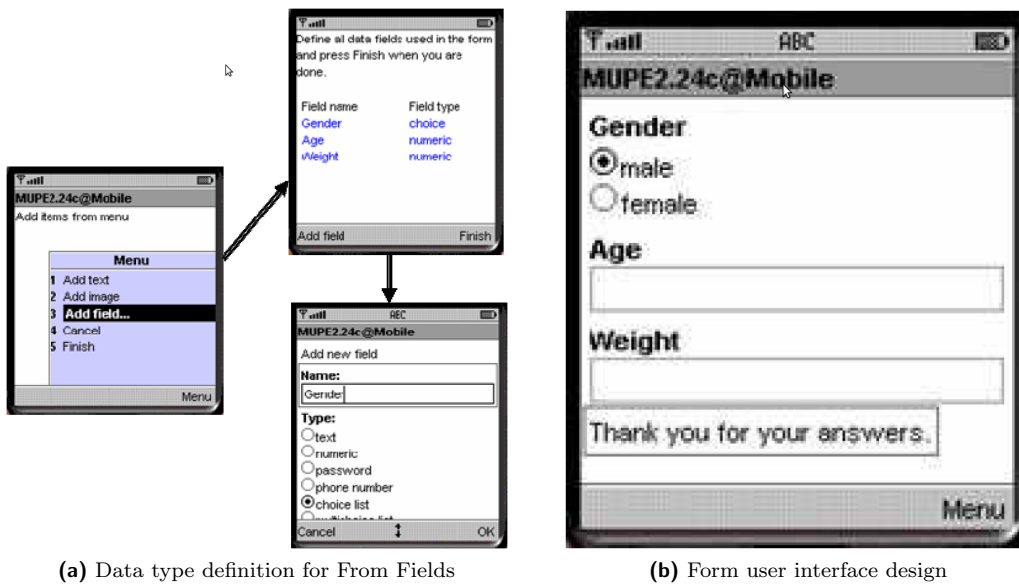 Define all data fields used in the form
and press Finish when you are
done.
Field name Field type
Gender choice
Age numeric
Weight numeric
Add field Finish
MUPE2.24c@Mobile
Add items from menu
Menu
1 Add text
2 Add image
3 Add field...
4 Cancel
5 Finish
Menu
ABC
MUPE2.24c@Mobile
Add new field
Name:
Gender
Type:
text
numeric
password
phone number
choice list
multichoice list
Cancel OK
(a) Data type definition for From Fields
ABC
MUPE2.24c@Mobile
Gender
male
female
Age
Weight
Thank you for your answers.
Menu
(b) Form user interface design